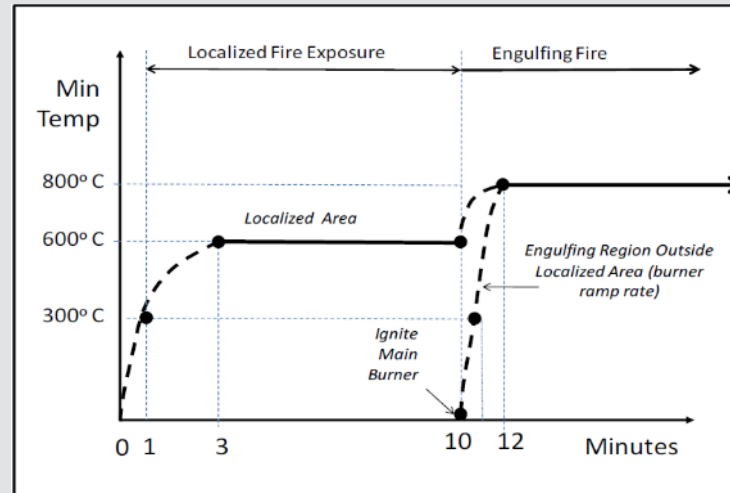 Localized Fire Exposure
Engulfing Fire
Min
Temp
800° C
600° C
300° C
Localized Area
Engulfing Region Outside
Localized Area (burner
ramp rate)
Ignite
Main
Burner
0 1 3 10 12 Minutes